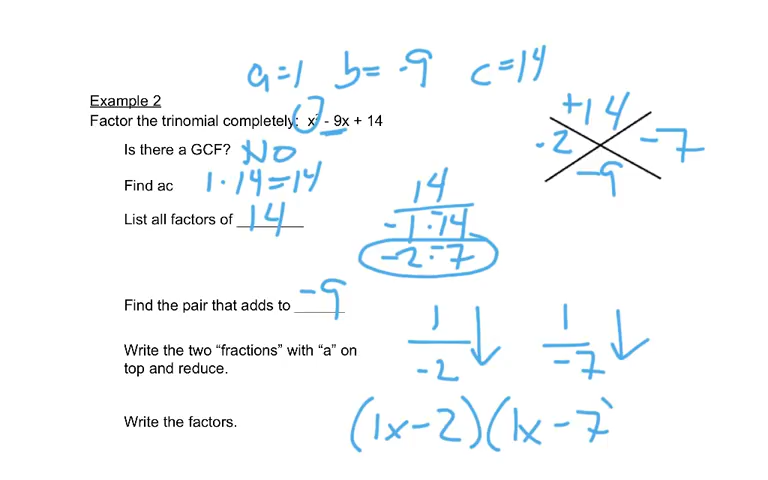 a=1 b= -9 c=14
Example 2
Factor the trinomial completely: x² - 9x + 14
+14
-2 -7
-9
Is there a GCF? NO
Find ac 1·14=14
List all factors of 14
14
-1·-14
-2·-7
Find the pair that adds to -9
Write the two “fractions” with “a” on
top and reduce.
1/-2 ↓ 1/-7 ↓
Write the factors. (1x-2)(1x-7)